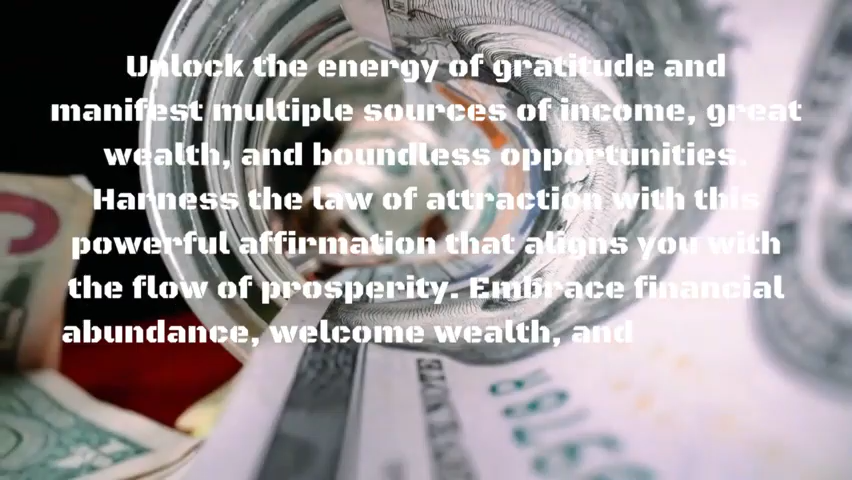 Unlock the energy of gratitude and
manifest multiple sources of income, great
wealth, and boundless opportunities.
Harness the law of attraction with this
powerful affirmation that aligns you with
the flow of prosperity. Embrace financial
abundance, welcome wealth, and